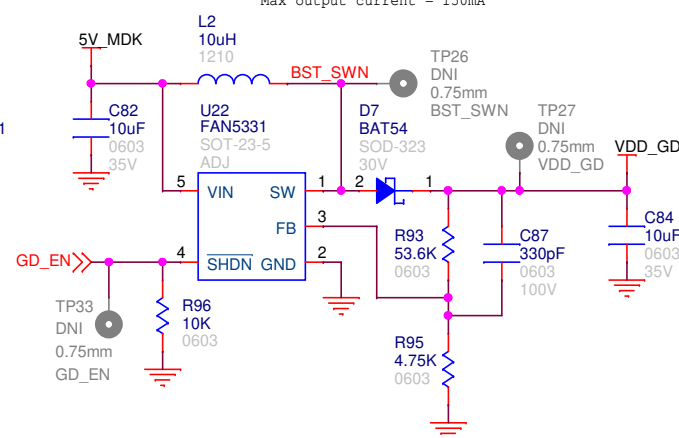 Max output current = 150mA
L2
10uH
1210
5V_MDK
BST_SWN
TP26
DNI
0.75mm
BST_SWN
C82
10uF
0603
35V
1
U22
FAN5331
SOT-23-5
ADJ
D7
BAT54
SOD-323
30V
TP27
DNI
0.75mm
VDD_GD
VDD_GD
5 VIN SW 1 2 1
FB 3
4 SHDN GND 2
GD_EN
R93
53.6K
0603
C87
330pF
0603
100V
C84
10uF
0603
35V
TP33
DNI
0.75mm
GD_EN
R96
10K
0603
R95
4.75K
0603